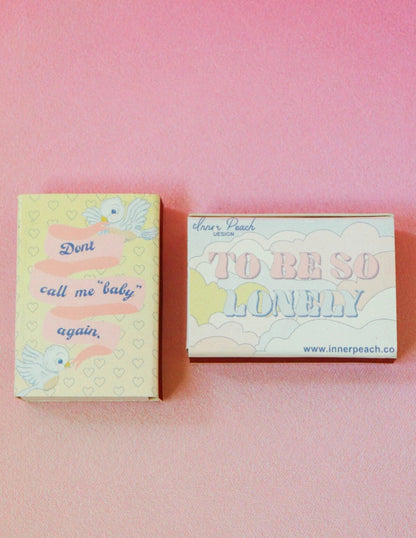 Dont
call me "baby"
again.
Inner Peach
DESIGN
TO BE SO
LONELY
www.innerpeach.co